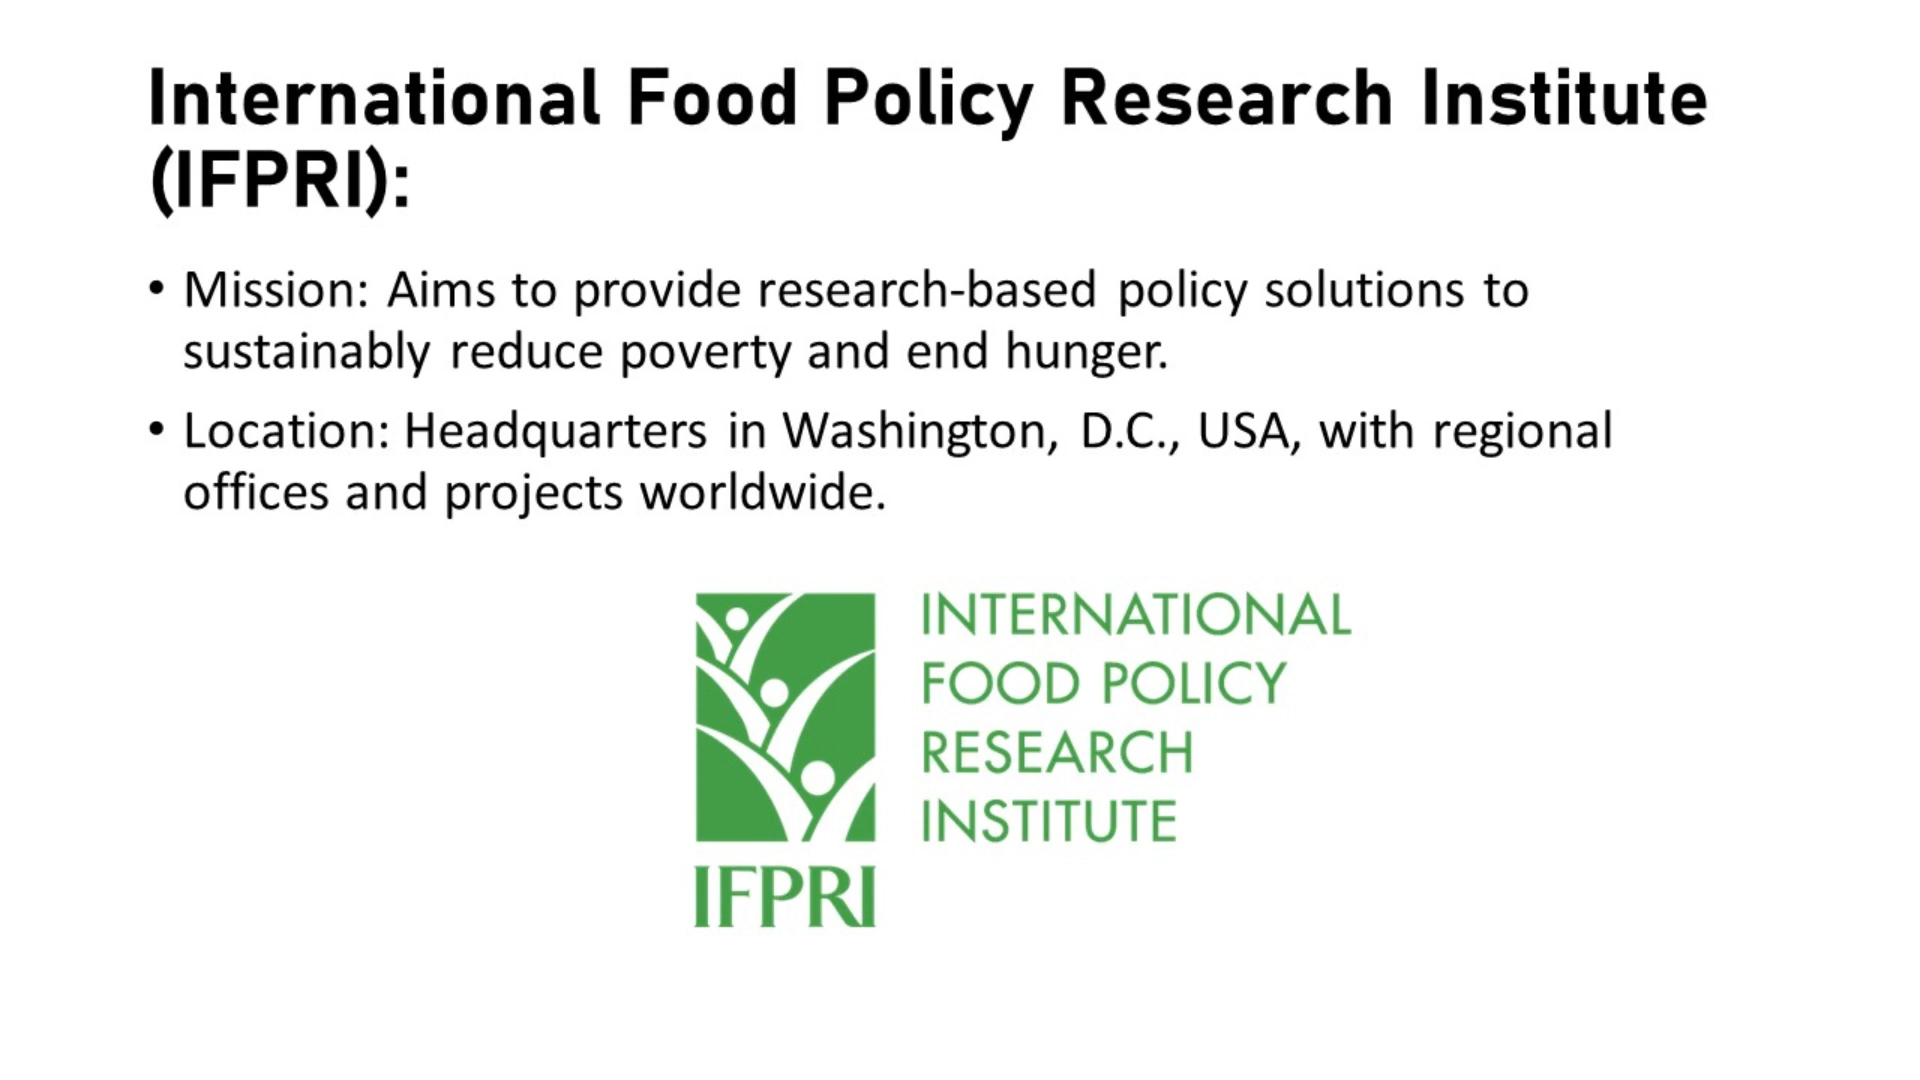 International Food Policy Research Institute
(IFPRI):
• Mission: Aims to provide research-based policy solutions to
sustainably reduce poverty and end hunger.
• Location: Headquarters in Washington, D.C., USA, with regional
offices and projects worldwide.
INTERNATIONAL
FOOD POLICY
RESEARCH
INSTITUTE
IFPRI